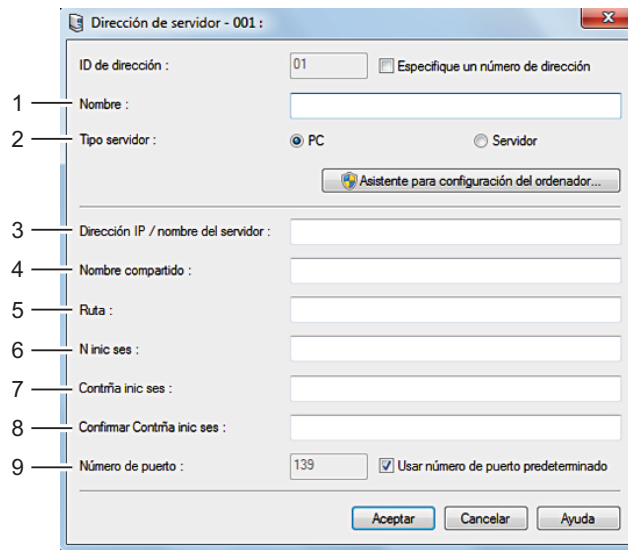 Dirección de servidor - 001 :
ID de dirección : 01 Especifique un número de dirección
1 Nombre :
2 Tipo servidor : PC Servidor
Asistente para configuración del ordenador...
3 Dirección IP / nombre del servidor :
4 Nombre compartido :
5 Ruta :
6 N inic ses :
7 Contrña inic ses :
8 Confirmar Contrña inic ses :
9 Número de puerto : 139 Usar número de puerto predeterminado
Aceptar Cancelar Ayuda